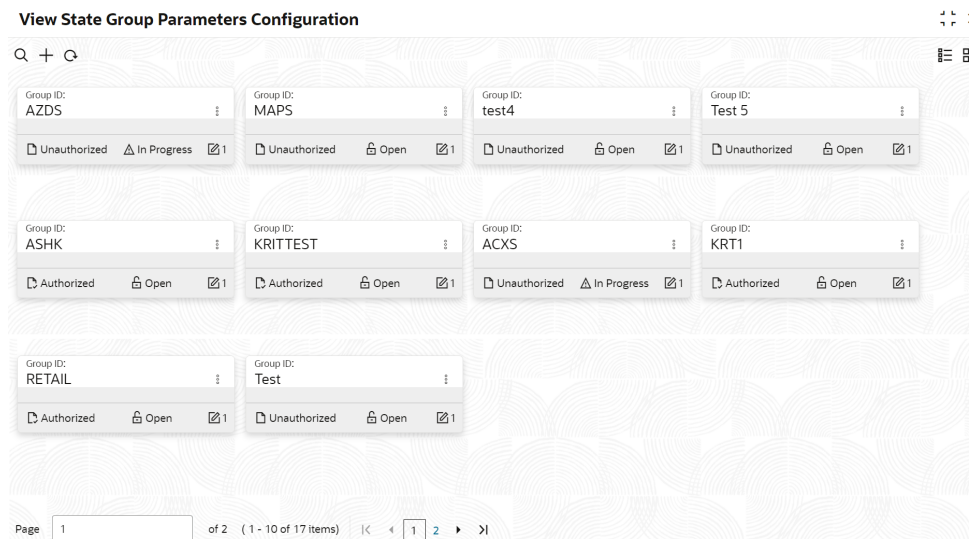 View State Group Parameters Configuration
Group ID: Group ID: Group ID: Group ID:
AZDS MAPS test4 Test 5
Unauthorized In Progress 1 Unauthorized Open 1 Unauthorized Open 1 Unauthorized Open 1
Group ID: Group ID: Group ID: Group ID:
ASHK KRITTEST ACXS KRT1
Authorized Open 1 Authorized Open 1 Unauthorized In Progress 1 Authorized Open 1
Group ID: Group ID:
RETAIL Test
Authorized Open 1 Unauthorized Open 1
Page 1 of 2 ( 1 - 10 of 17 items) 1 2